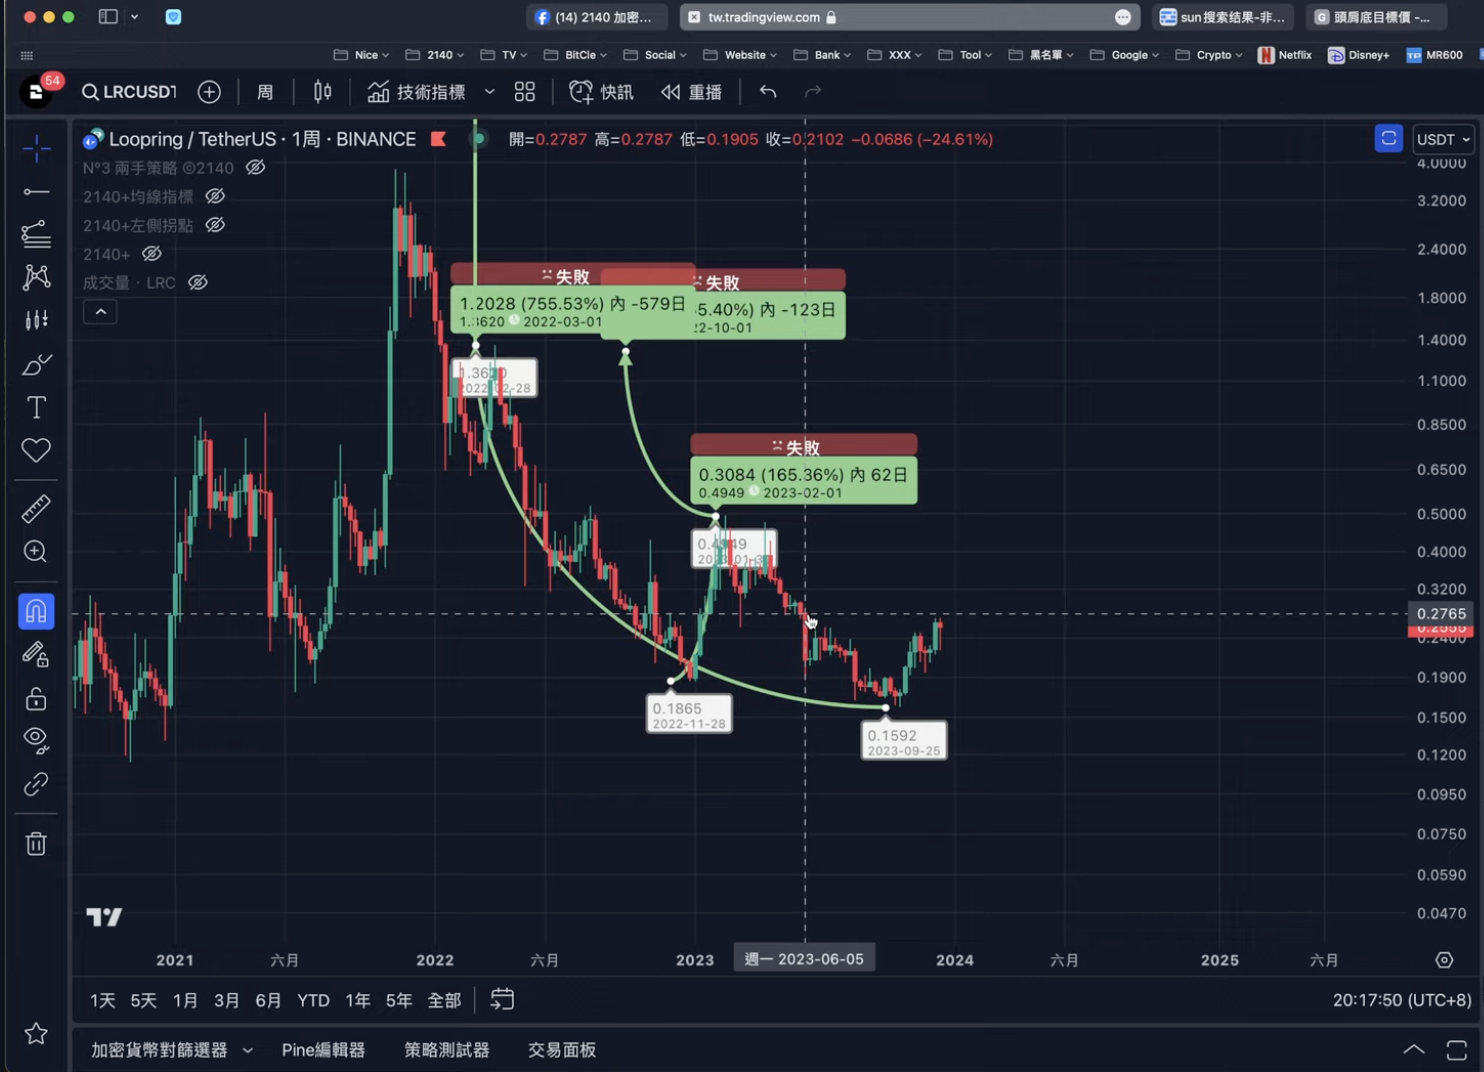 (14) 2140 加密...
tw.tradingview.com
sun 搜索结果-非...
G 頭肩底目標價 -...
Nice
2140
TV
BitCle
Social
Website
Bank
XXX
Tool
黑名單
Google
Crypto
Netflix
Disney+
TP MR600
54
LRCUSDT
周
技術指標
快訊
重播
Loopring / TetherUS · 1周 · BINANCE
開=0.2787 高=0.2787 低=0.1905 收=0.2102 −0.0686 (−24.61%)
USDT
Nº3 兩手策略 ©2140
2140+均線指標
2140+左側拐點
2140+
成交量 · LRC
失敗
1.2028 (755.53%) 內 -579日
1.3620 2022-03-01
失敗
5.40%) 內 -123日
22-10-01
1.3620
2022-02-28
失敗
0.3084 (165.36%) 內 62日
0.4949 2023-02-01
0.4949
0.1865
2022-11-28
0.1592
2023-09-25
4.0000
3.2000
2.4000
1.8000
1.4000
1.1000
0.8500
0.6500
0.5000
0.4000
0.3200
0.2765
0.2400
0.1900
0.1500
0.1200
0.0950
0.0750
0.0590
0.0470
2021
六月
2022
六月
2023
週一 2023-06-05
2024
六月
2025
六月
1天 5天 1月 3月 6月 YTD 1年 5年 全部
20:17:50 (UTC+8)
加密貨幣對篩選器
Pine編輯器
策略測試器
交易面板